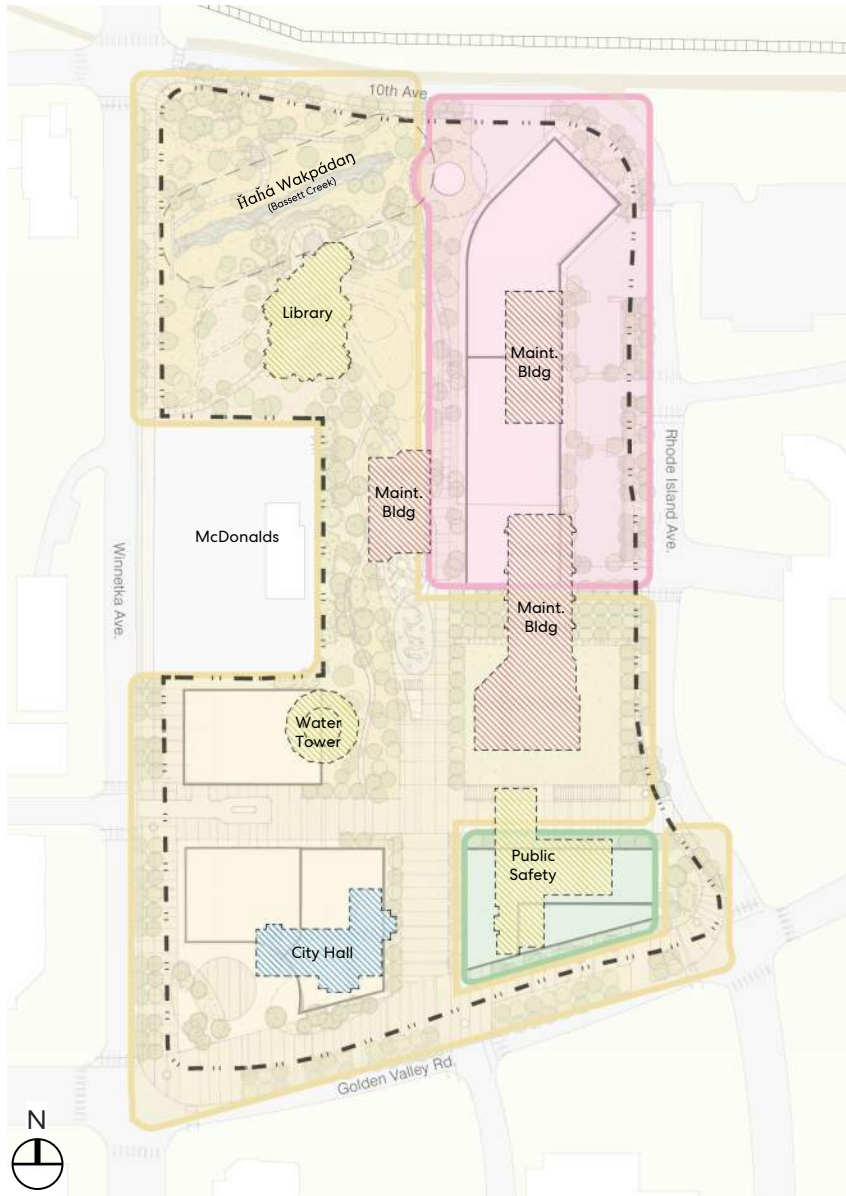 10th Ave
Ȟaȟá Wakpádaŋ
(Bassett Creek)
Library
Maint.
Bldg
Maint.
Bldg
Rhode Island Ave.
McDonalds
Winnetka Ave.
Maint.
Bldg
Water
Tower
Public
Safety
City Hall
Golden Valley Rd.
N